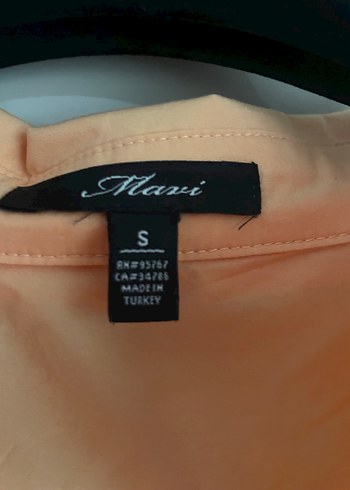 Mavi
S
RN#95767
CA#34786
MADE IN
TURKEY